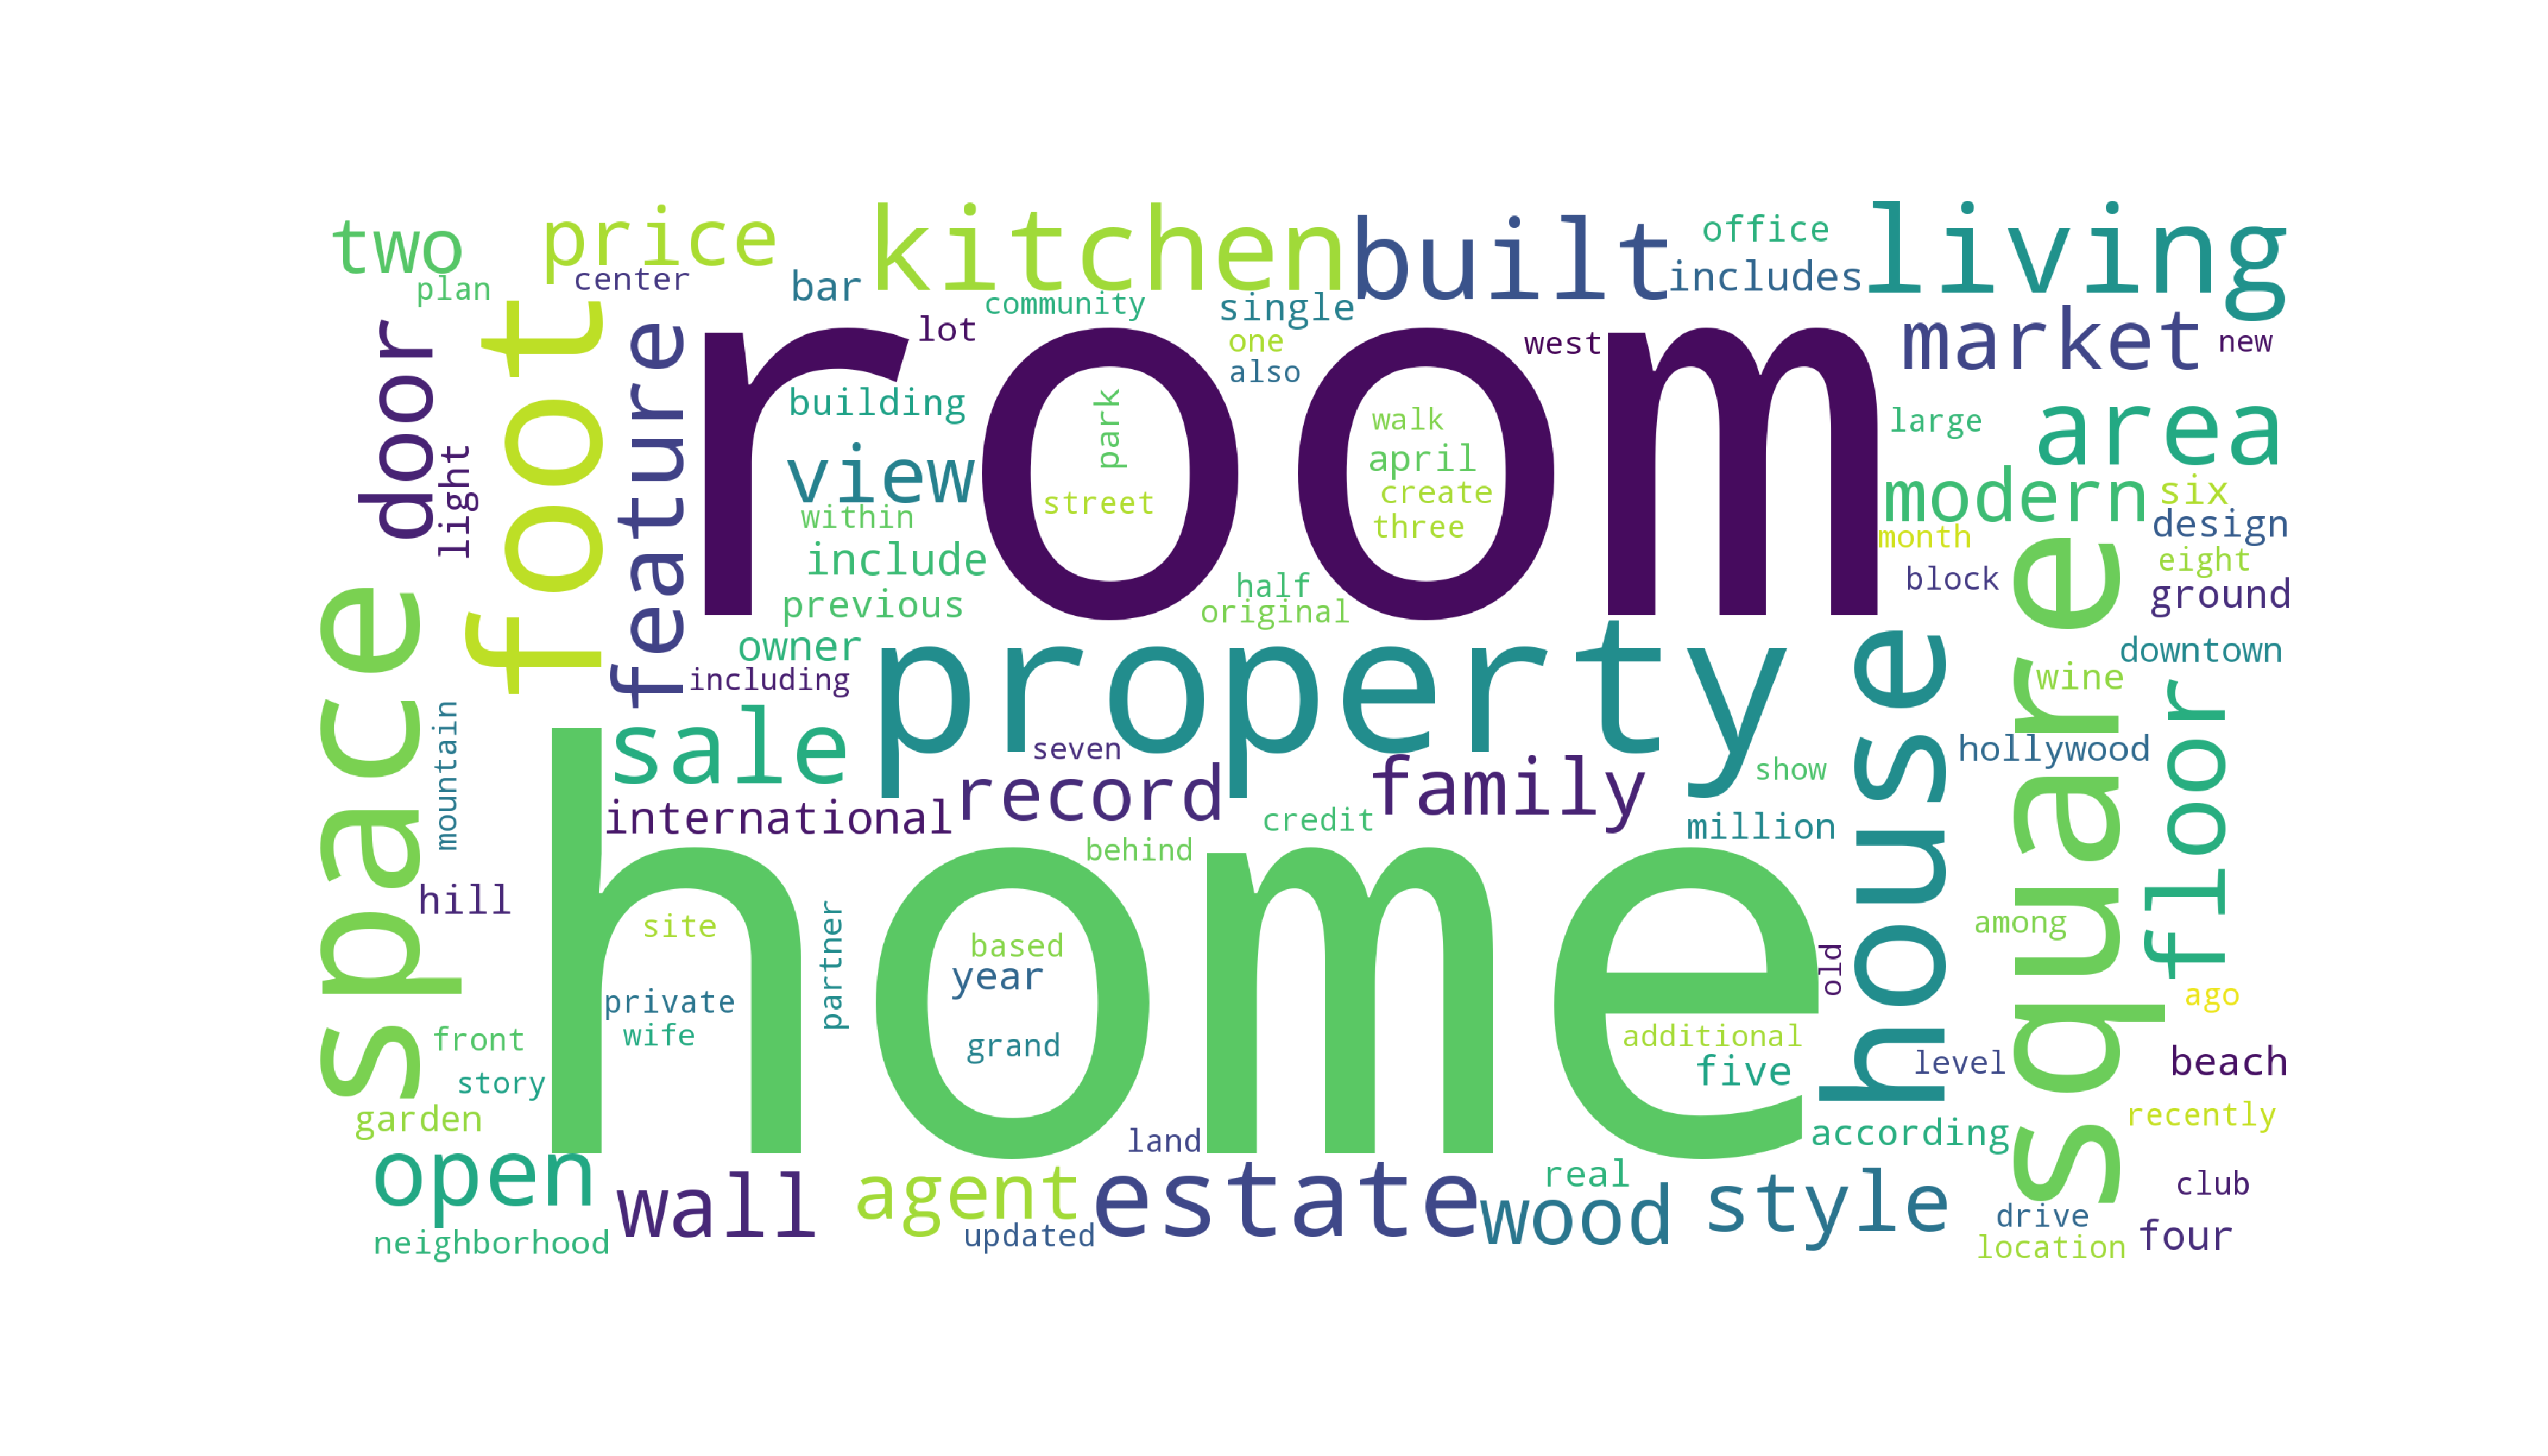 two
price
kitchen
built
office
living
plan
center
bar
community
single
includes
door
foot
feature
lot
one
also
west
market
new
room
light
building
park
walk
large
area
view
street
april
create
three
modern
six
within
month
design
include
block
eight
previous
half
original
ground
space
owner
including
property
house
square
downtown
wine
floor
mountain
sale
seven
record
family
show
hollywood
international
credit
million
behind
home
hill
site
partner
based
year
among
old
private
wife
grand
ago
front
additional
five
level
beach
story
garden
according
recently
open
wall
agent
land
estate
real
wood
style
club
neighborhood
updated
drive
location
four